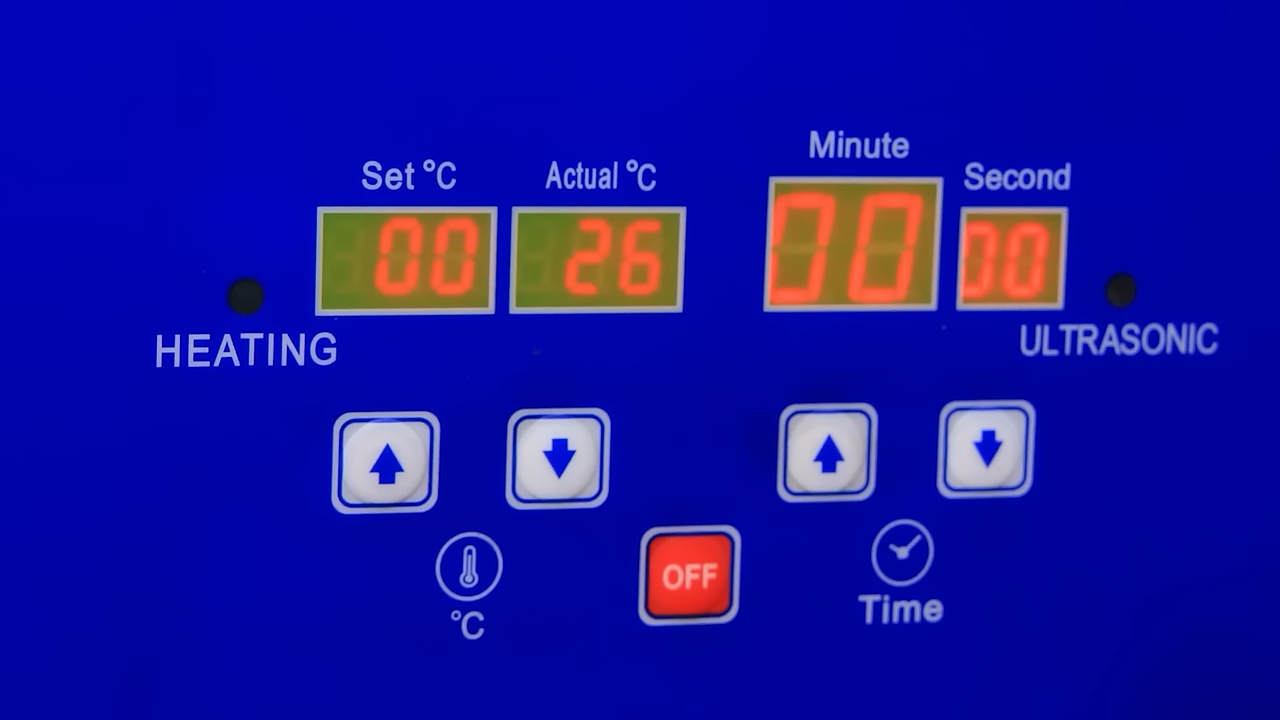 Minute
Set °C Actual °C Second
00 26 00 00
HEATING ULTRASONIC
OFF
°C Time